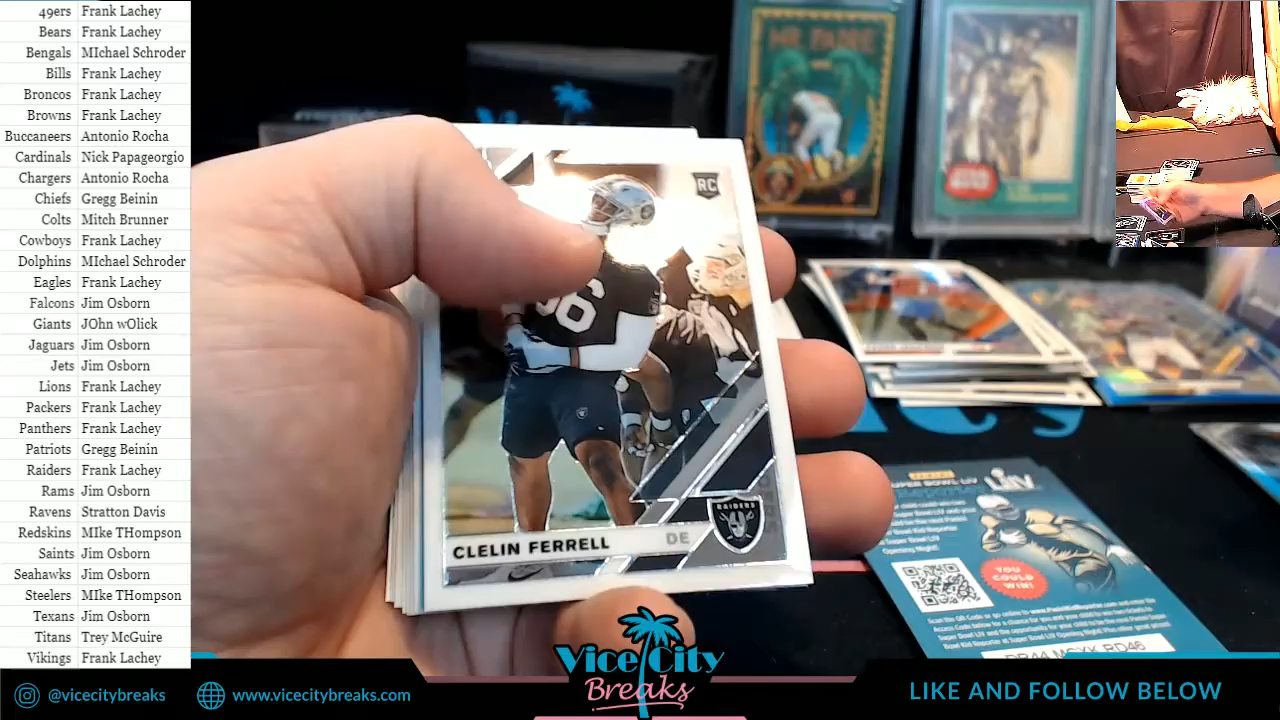 49ers Frank Lachey
Bears Frank Lachey
Bengals MIchael Schroder
Bills Frank Lachey
Broncos Frank Lachey
Browns Frank Lachey
Buccaneers Antonio Rocha
Cardinals Nick Papageorgio
Chargers Antonio Rocha
Chiefs Gregg Beinin
Colts Mitch Brunner
Cowboys Frank Lachey
Dolphins MIchael Schroder
Eagles Frank Lachey
Falcons Jim Osborn
Giants JOhn wOlick
Jaguars Jim Osborn
Jets Jim Osborn
Lions Frank Lachey
Packers Frank Lachey
Panthers Frank Lachey
Patriots Gregg Beinin
Raiders Frank Lachey
Rams Jim Osborn
Ravens Stratton Davis
Redskins MIke THompson
Saints Jim Osborn
Seahawks Jim Osborn
Steelers MIke THompson
Texans Jim Osborn
Titans Trey McGuire
Vikings Frank Lachey
RC
66
RAIDERS
CLELIN FERRELL DE
SUPER BOWL LIV
LIV
YOU
COULD
WIN!
Vice City
Breaks
@vicecitybreaks
www.vicecitybreaks.com
LIKE AND FOLLOW BELOW